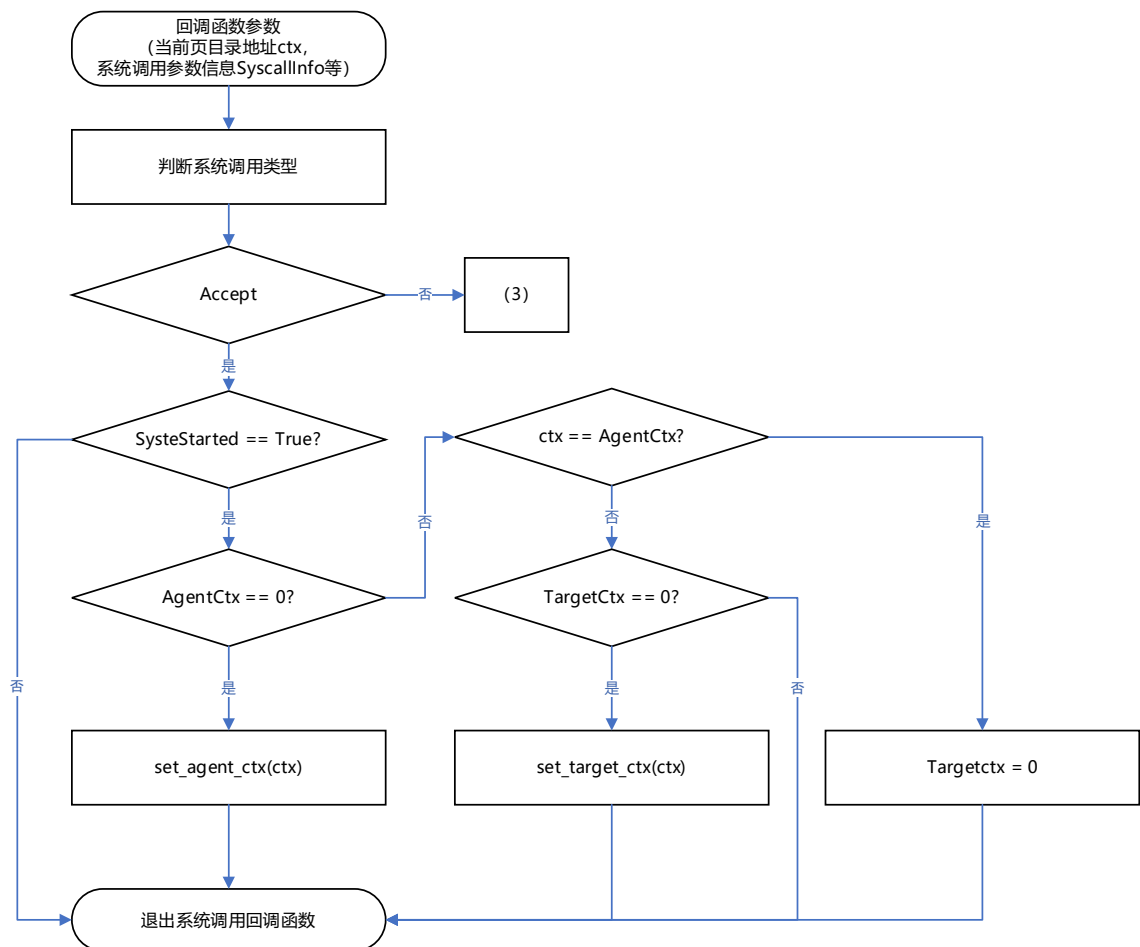 回调函数参数
（当前页目录地址ctx，
系统调用参数信息SyscallInfo等）
判断系统调用类型
Accept
否
（3）
是
SysteStarted == True?
ctx == AgentCtx?
是
否
否
是
AgentCtx == 0?
TargetCtx == 0?
否
是
是
否
set_agent_ctx(ctx)
set_target_ctx(ctx)
Targetctx = 0
退出系统调用回调函数